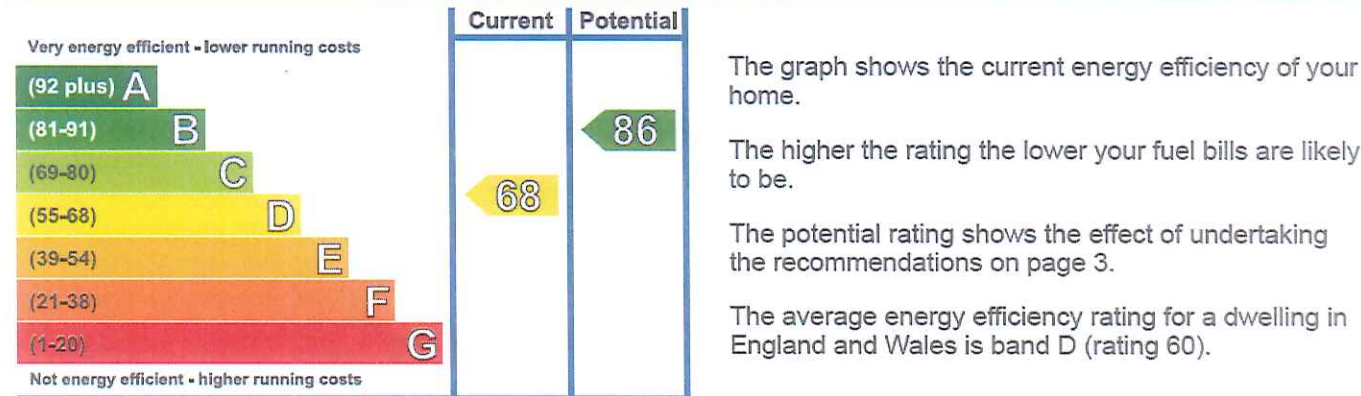 Current Potential
Very energy efficient - lower running costs
(92 plus) A
(81-91) B
86
(69-80) C
68
(55-68) D
(39-54) E
(21-38) F
(1-20) G
Not energy efficient - higher running costs
The graph shows the current energy efficiency of your
home.
The higher the rating the lower your fuel bills are likely
to be.
The potential rating shows the effect of undertaking
the recommendations on page 3.
The average energy efficiency rating for a dwelling in
England and Wales is band D (rating 60).